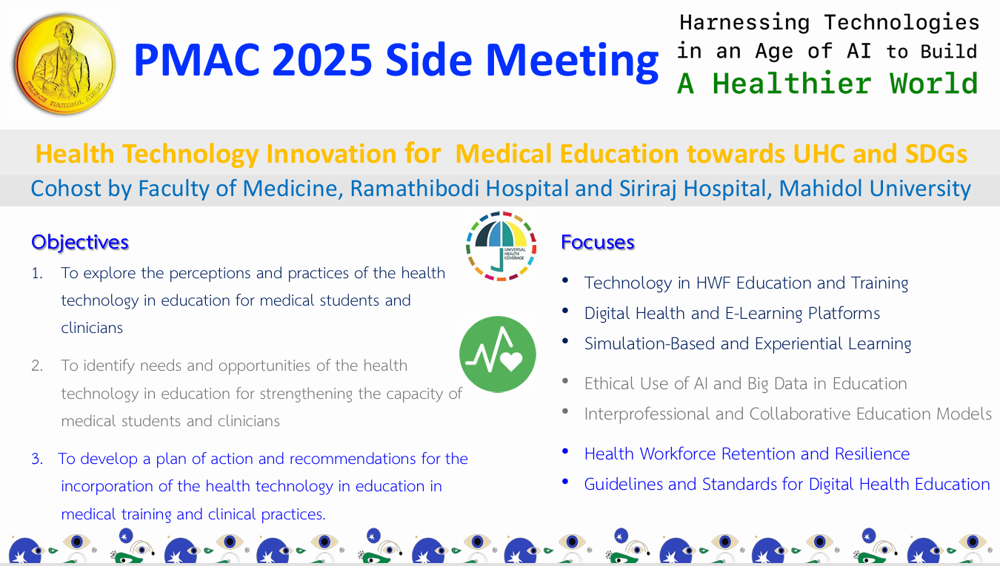 PRINCE MAHIDOL AWARD
PMAC 2025 Side Meeting
Harnessing Technologies
in an Age of AI to Build
A Healthier World
Health Technology Innovation for  Medical Education towards UHC and SDGs
Cohost by Faculty of Medicine, Ramathibodi Hospital and Siriraj Hospital, Mahidol University
Objectives
1. To explore the perceptions and practices of the health
technology in education for medical students and
clinicians
2. To identify needs and opportunities of the health
technology in education for strengthening the capacity of
medical students and clinicians
3. To develop a plan of action and recommendations for the
incorporation of the health technology in education in
medical training and clinical practices.
UNIVERSAL
HEALTH
COVERAGE
Focuses
• Technology in HWF Education and Training
• Digital Health and E-Learning Platforms
• Simulation-Based and Experiential Learning
• Ethical Use of AI and Big Data in Education
• Interprofessional and Collaborative Education Models
• Health Workforce Retention and Resilience
• Guidelines and Standards for Digital Health Education